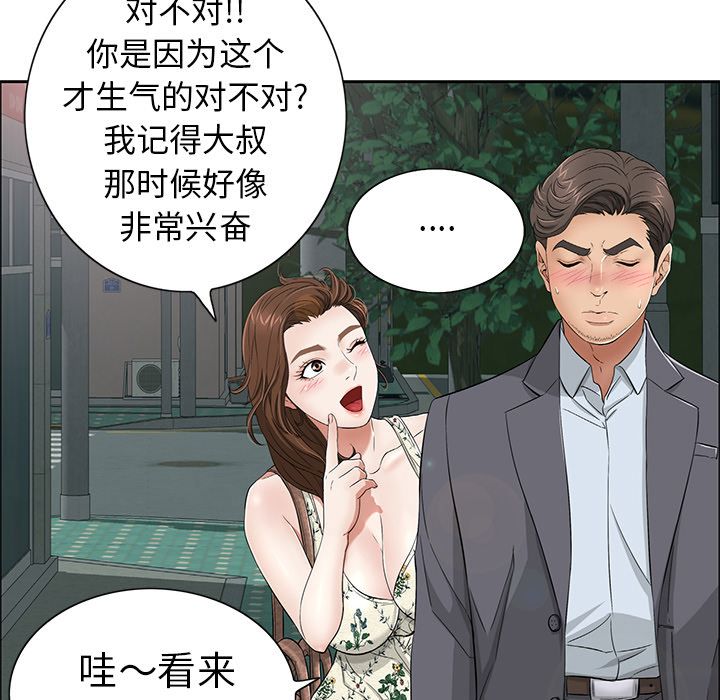 对不对!!
你是因为这个
才生气的对不对?
我记得大叔
那时候好像
非常兴奋
....
哇～看来